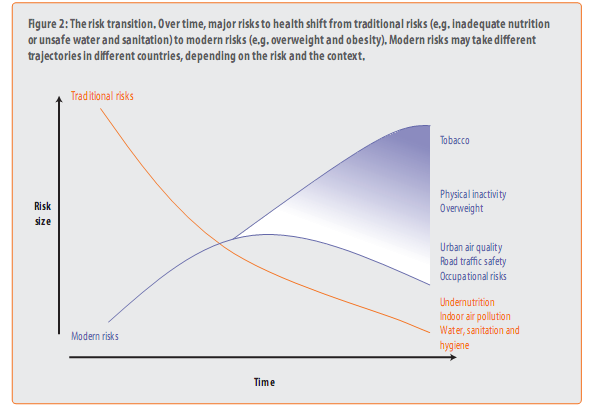 Figure 2: The risk transition. Over time, major risks to health shift from traditional risks (e.g. inadequate nutrition
or unsafe water and sanitation) to modern risks (e.g. overweight and obesity). Modern risks may take different
trajectories in different countries, depending on the risk and the context.
Traditional risks
Tobacco
Physical inactivity
Overweight
Risk
size
Urban air quality
Road traffic safety
Occupational risks
Undernutrition
Indoor air pollution
Water, sanitation and
hygiene
Modern risks
Time